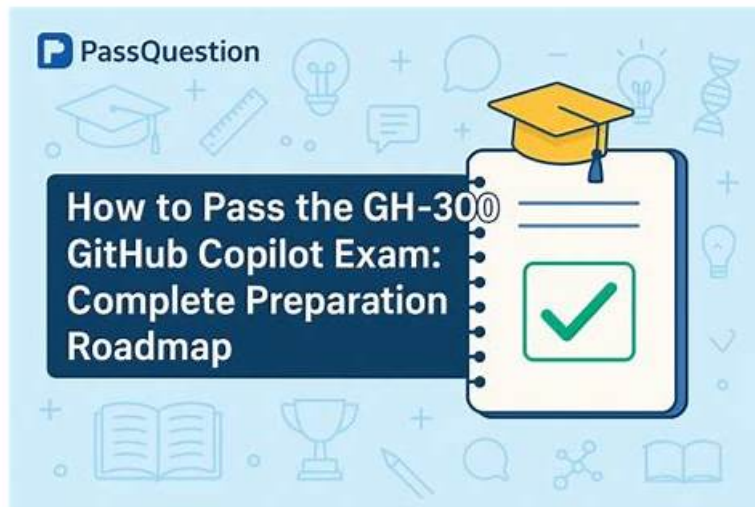 PassQuestion
How to Pass the GH-300
GitHub Copilot Exam:
Complete Preparation
Roadmap